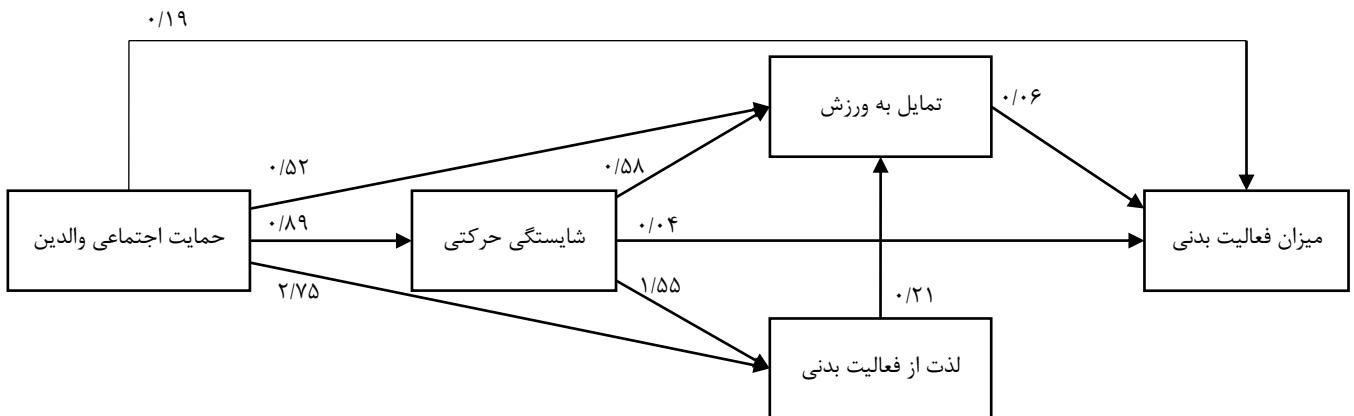 ۰/۱۹
تمایل به ورزش
۰/۰۶
۰/۵۲
۰/۵۸
حمایت اجتماعی والدین
۰/۸۹
شایستگی حرکتی
۰/۰۴
میزان فعالیت بدنی
۲/۷۵
۱/۵۵
۰/۲۱
لذت از فعالیت بدنی